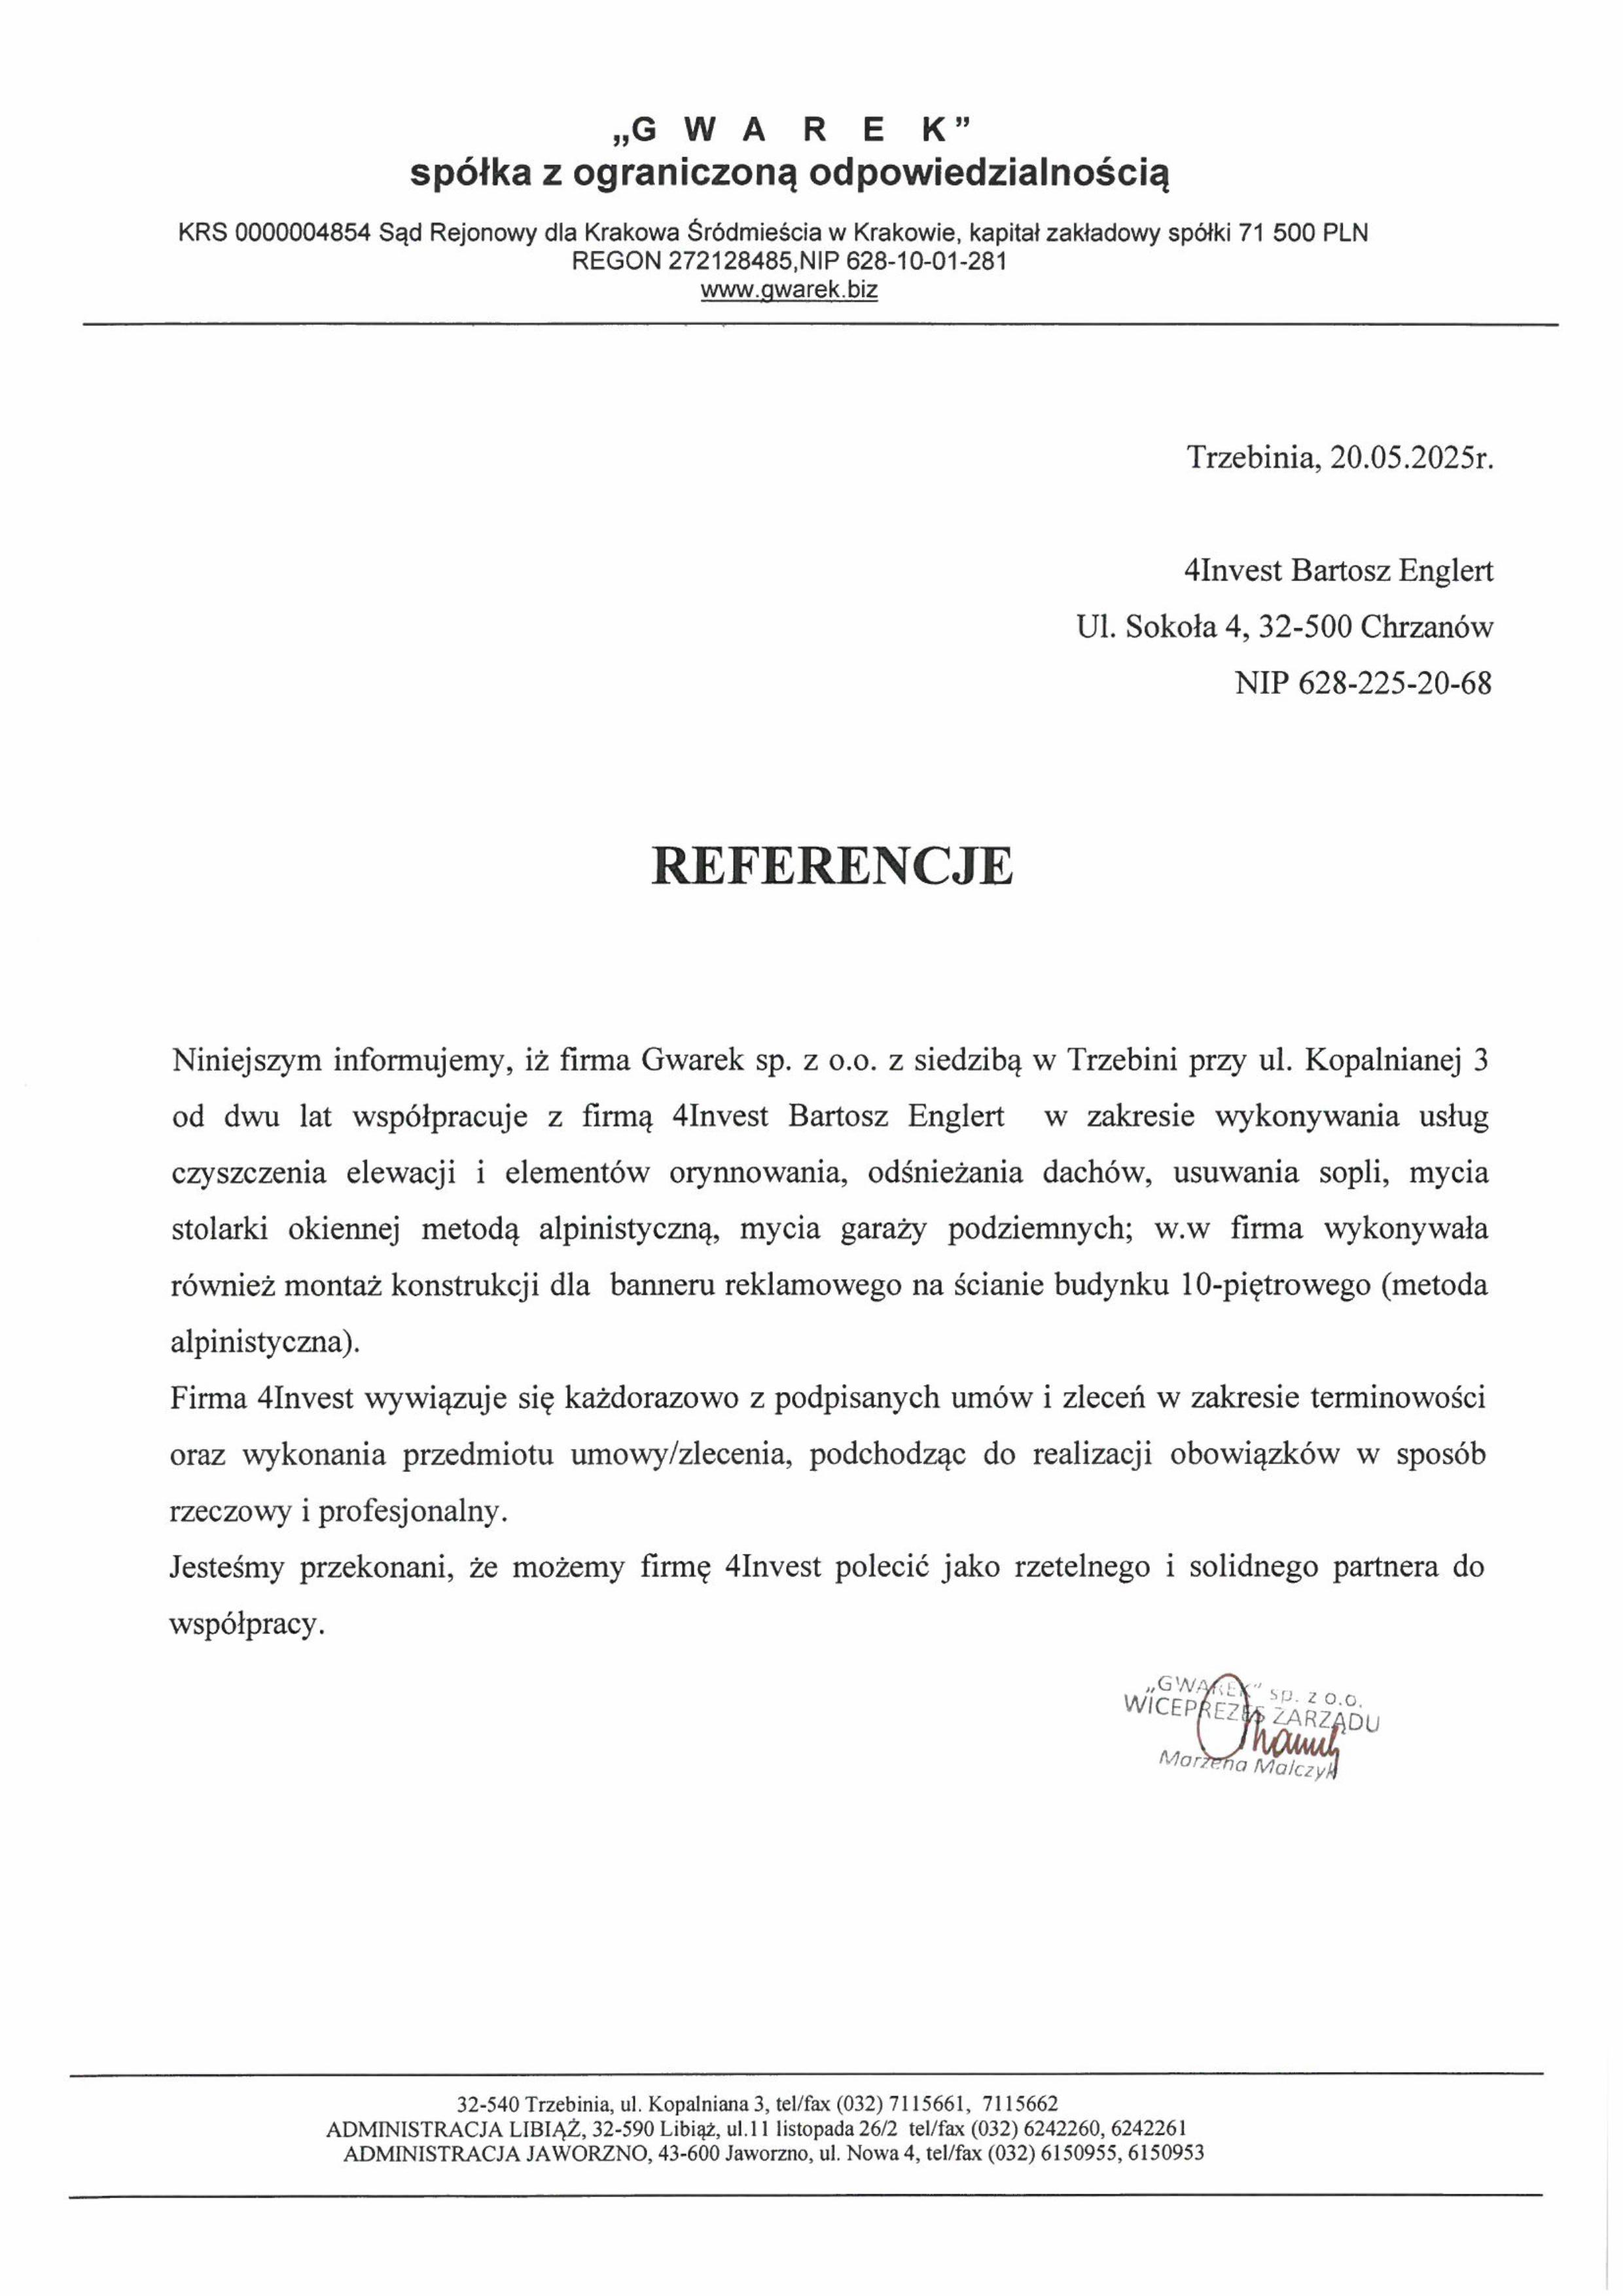 „G W A R E K”
spółka z ograniczoną odpowiedzialnością
KRS 0000004854 Sąd Rejonowy dla Krakowa Śródmieścia w Krakowie, kapitał zakładowy spółki 71 500 PLN
REGON 272128485,NIP 628-10-01-281
www.gwarek.biz
Trzebinia, 20.05.2025r.
4Invest Bartosz Englert
Ul. Sokoła 4, 32-500 Chrzanów
NIP 628-225-20-68
REFERENCJE
Niniejszym informujemy, iż firma Gwarek sp. z o.o. z siedzibą w Trzebini przy ul. Kopalnianej 3
od dwu lat współpracuje z firmą 4Invest Bartosz Englert w zakresie wykonywania usług
czyszczenia elewacji i elementów orynnowania, odśnieżania dachów, usuwania sopli, mycia
stolarki okiennej metodą alpinistyczną, mycia garaży podziemnych; w.w firma wykonywała
również montaż konstrukcji dla banneru reklamowego na ścianie budynku 10-piętrowego (metoda
alpinistyczna).
Firma 4Invest wywiązuje się każdorazowo z podpisanych umów i zleceń w zakresie terminowości
oraz wykonania przedmiotu umowy/zlecenia, podchodząc do realizacji obowiązków w sposób
rzeczowy i profesjonalny.
Jesteśmy przekonani, że możemy firmę 4Invest polecić jako rzetelnego i solidnego partnera do
współpracy.
„GWAREK" sp. z o.o.
WICEPREZES ZARZĄDU
Marzena Malczyk
32-540 Trzebinia, ul. Kopalniana 3, tel/fax (032) 7115661, 7115662
ADMINISTRACJA LIBIĄŻ, 32-590 Libiąż, ul.11 listopada 26/2 tel/fax (032) 6242260, 6242261
ADMINISTRACJA JAWORZNO, 43-600 Jaworzno, ul. Nowa 4, tel/fax (032) 6150955, 6150953